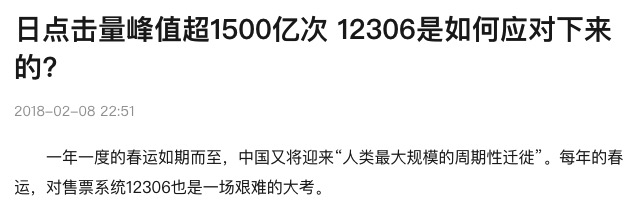 日点击量峰值超1500亿次 12306是如何应对下来
的?
2018-02-08 22:51
一年一度的春运如期而至，中国又将迎来“人类最大规模的周期性迁徙”。每年的春
运，对售票系统12306也是一场艰难的大考。